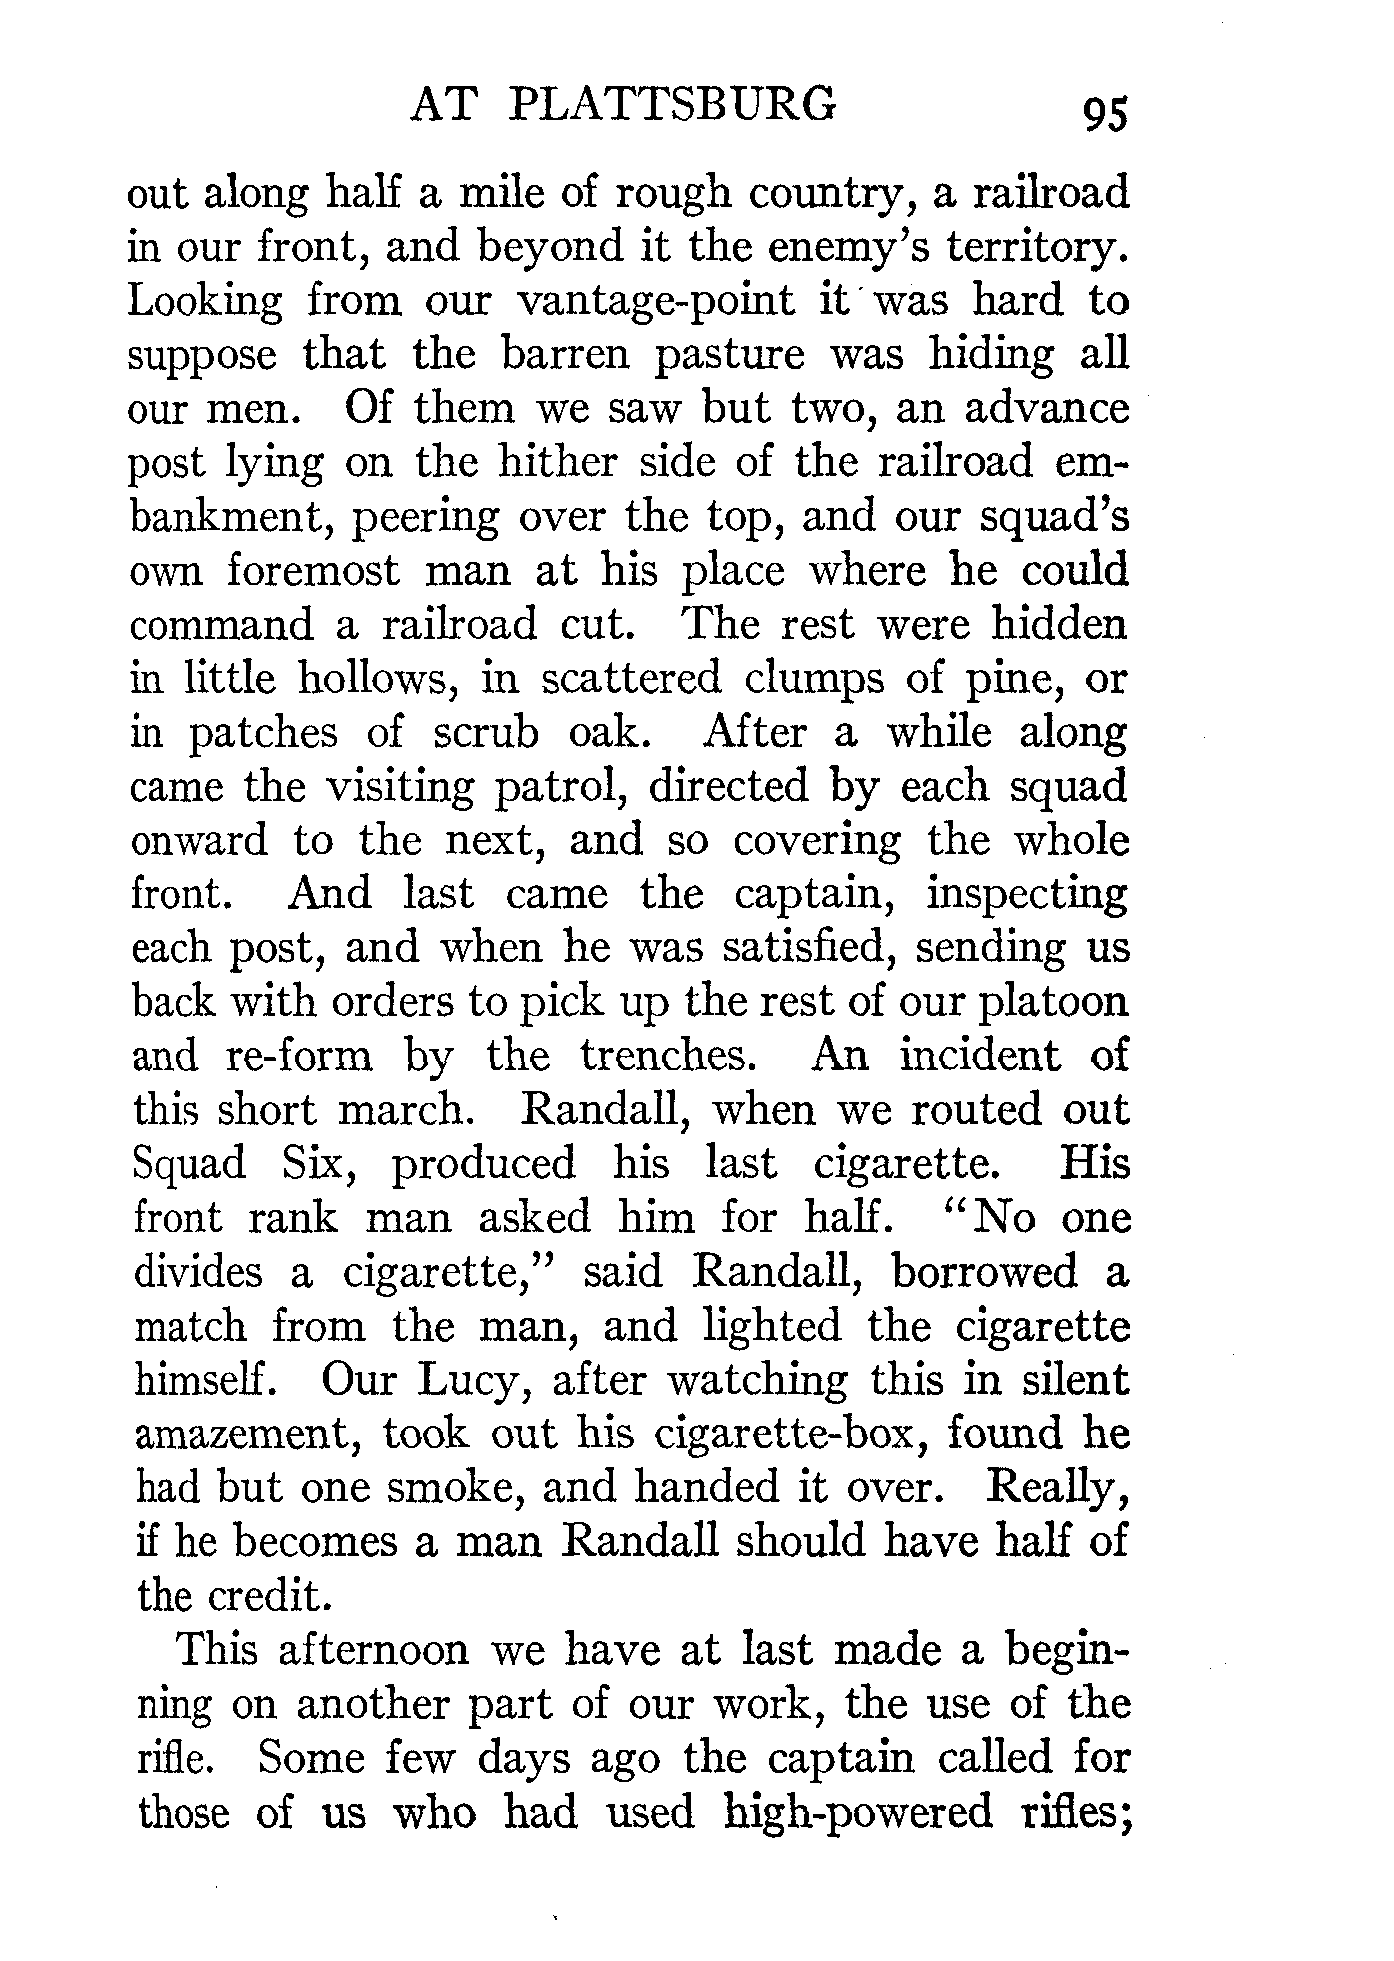 AT PLATTSBURG 95
out along half a mile of rough country, a railroad
in our front, and beyond it the enemy's territory.
Looking from our vantage-point it was hard to
suppose that the barren pasture was hiding all
our men. Of them we saw but two, an advance
post lying on the hither side of the railroad em-
bankment, peering over the top, and our squad's
own foremost man at his place where he could
command a railroad cut. The rest were hidden
in little hollows, in scattered clumps of pine, or
in patches of scrub oak. After a while along
came the visiting patrol, directed by each squad
onward to the next, and so covering the whole
front. And last came the captain, inspecting
each post, and when he was satisfied, sending us
back with orders to pick up the rest of our platoon
and re-form by the trenches. An incident of
this short march. Randall, when we routed out
Squad Six, produced his last cigarette. His
front rank man asked him for half. "No one
divides a cigarette," said Randall, borrowed a
match from the man, and lighted the cigarette
himself. Our Lucy, after watching this in silent
amazement, took out his cigarette-box, found he
had but one smoke, and handed it over. Really,
if he becomes a man Randall should have half of
the credit.
This afternoon we have at last made a begin-
ning on another part of our work, the use of the
rifle. Some few days ago the captain called for
those of us who had used high-powered rifles;